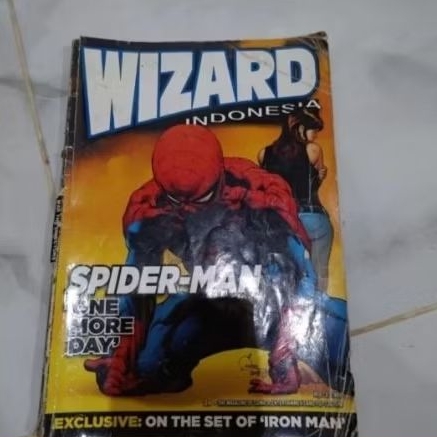 WIZARD
INDONESIA
SPIDER-MAN
'ONE
MORE
DAY'
EXCLUSIVE: ON THE SET OF 'IRON MAN'